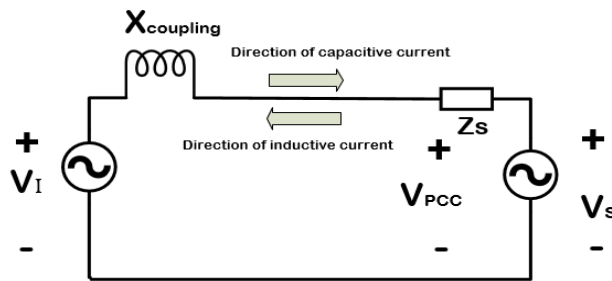 Xcoupling
Direction of capacitive current
Direction of inductive current
Zs
+
+
+
VI
VPCC
Vs
-
-
-